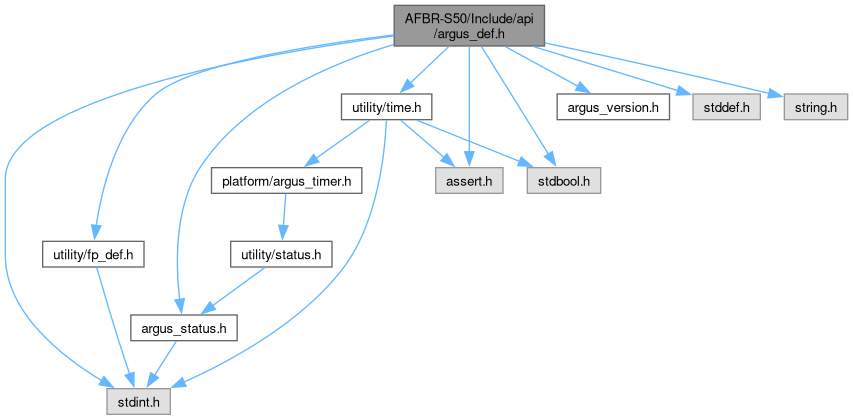 AFBR-S50/Include/api
/argus_def.h
utility/time.h
argus_version.h
stddef.h
string.h
platform/argus_timer.h
assert.h
stdbool.h
utility/fp_def.h
utility/status.h
argus_status.h
stdint.h